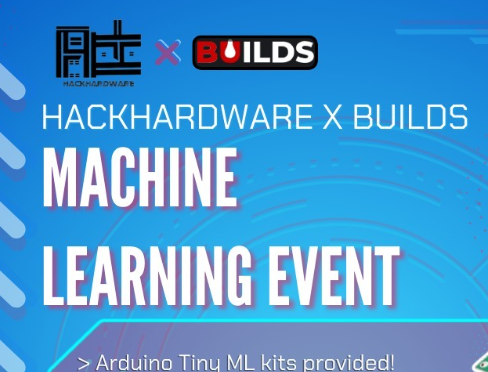 HACKHARDWARE X BUILDS
HACKHARDWARE X BUILDS
MACHINE
LEARNING EVENT
> Arduino Tiny ML kits provided!